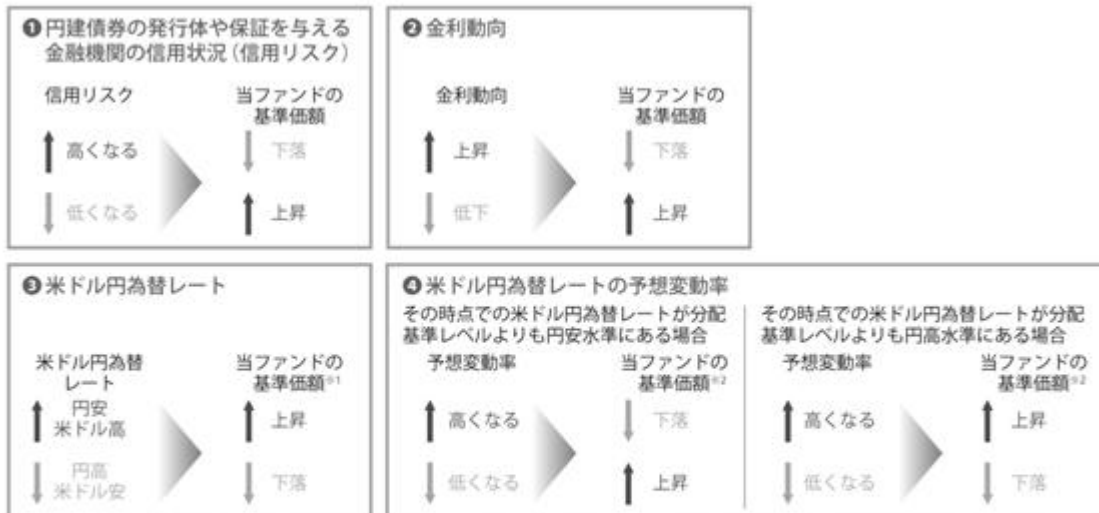 ❶円建債券の発行体や保証を与える
金融機関の信用状況（信用リスク）
信用リスク
当ファンドの
基準価額
高くなる
下落
低くなる
上昇
❷金利動向
金利動向
当ファンドの
基準価額
上昇
下落
低下
上昇
❸米ドル円為替レート
米ドル円為替
レート
当ファンドの
基準価額※1
円安
米ドル高
上昇
円高
米ドル安
下落
❹米ドル円為替レートの予想変動率
その時点での米ドル円為替レートが分配
基準レベルよりも円安水準にある場合
予想変動率
当ファンドの
基準価額※2
高くなる
下落
低くなる
上昇
その時点での米ドル円為替レートが分配
基準レベルよりも円高水準にある場合
予想変動率
当ファンドの
基準価額※2
高くなる
上昇
低くなる
下落